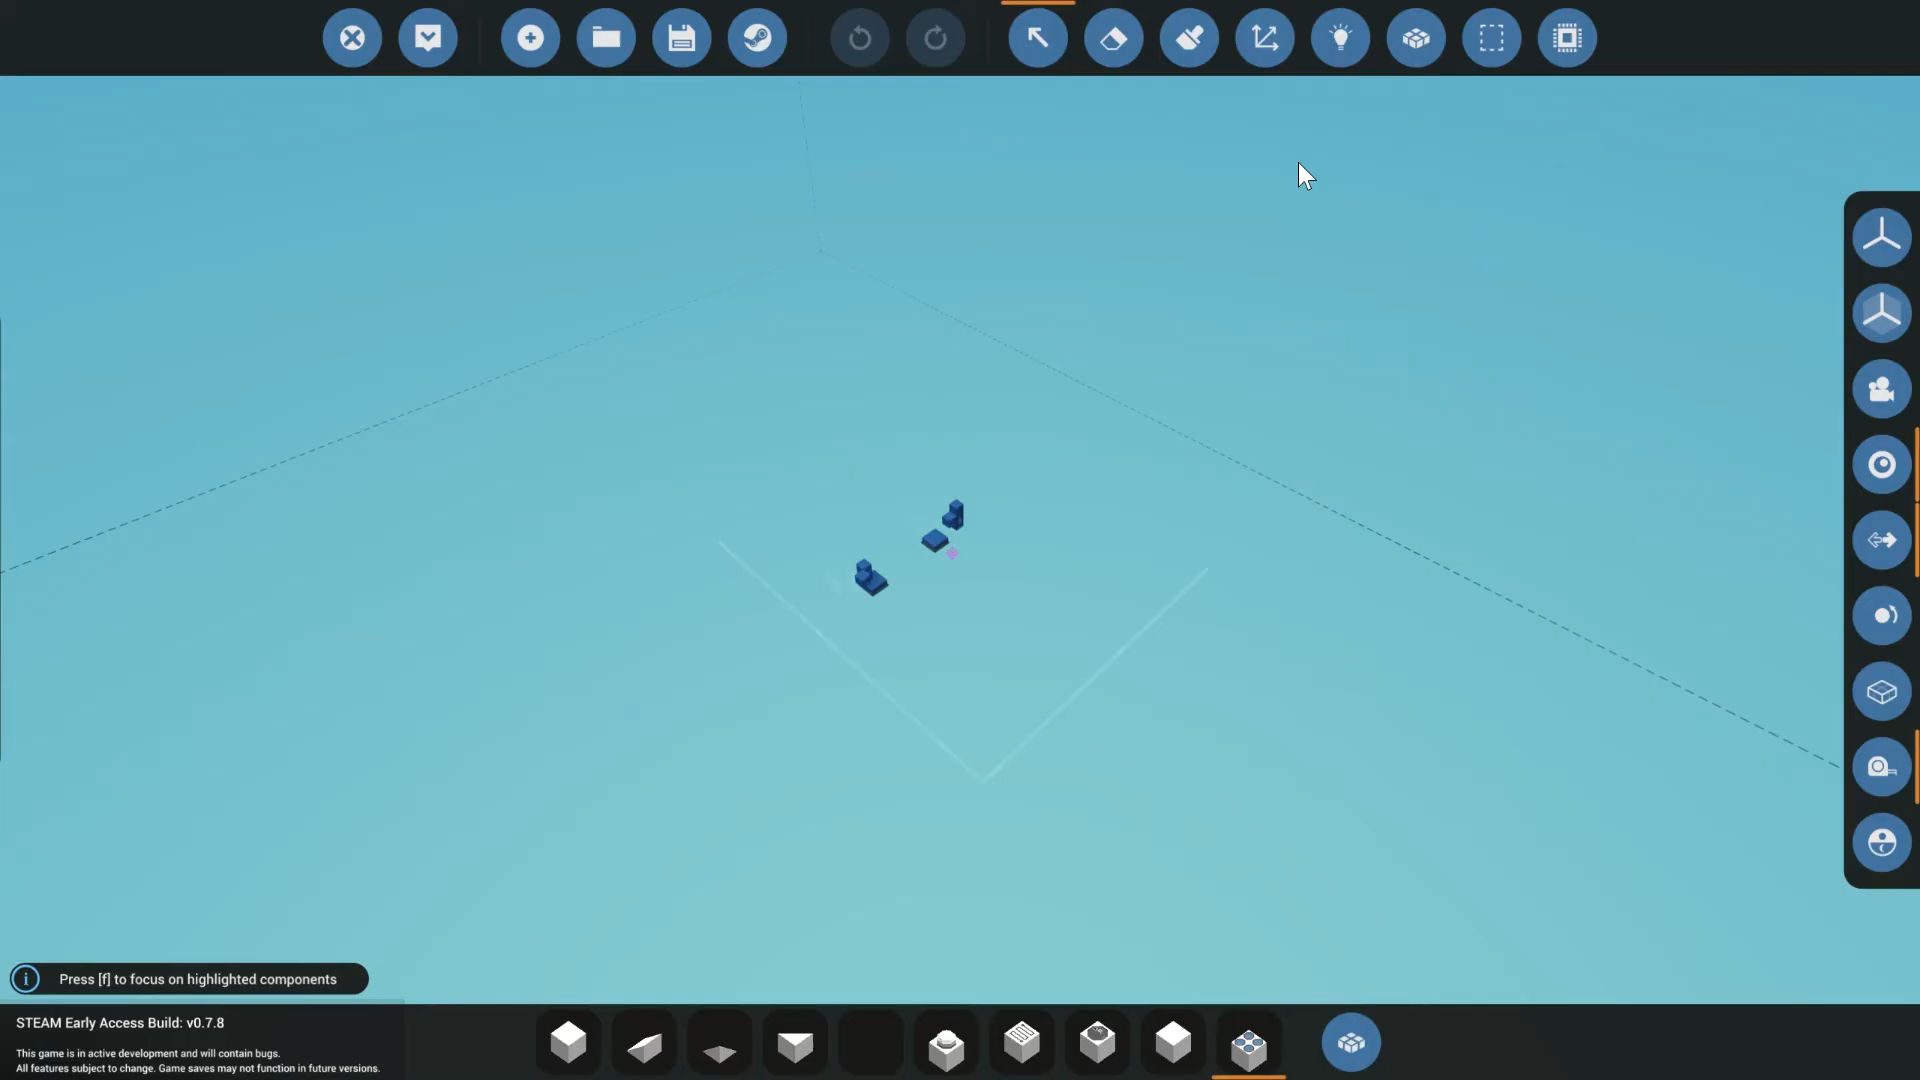 Press [f] to focus on highlighted components
STEAM Early Access Build: v0.7.8
This game is in active development and will contain bugs.
All features subject to change. Game saves may not function in future versions.